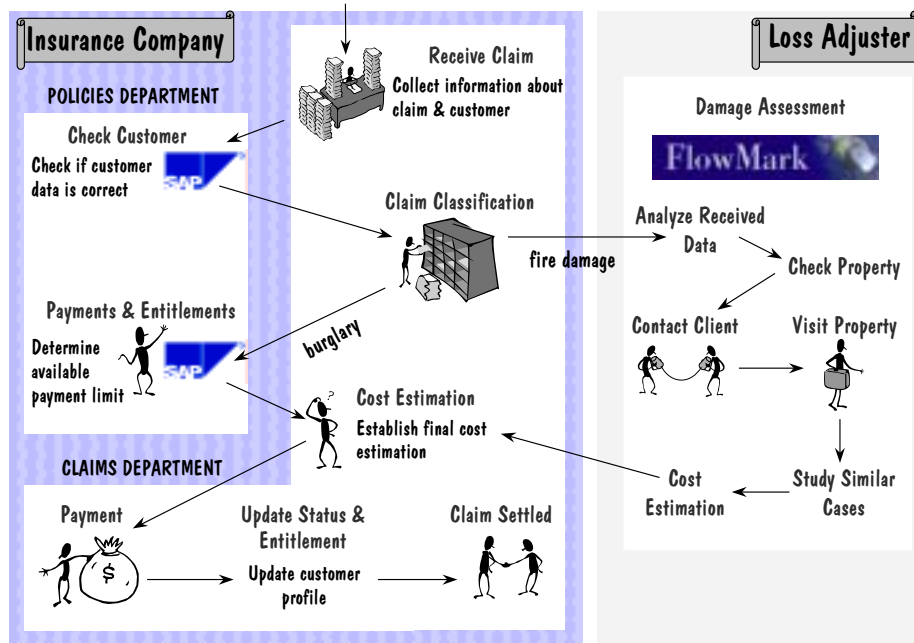 Insurance Company
Loss Adjuster
Receive Claim
Collect information about
claim & customer
POLICIES DEPARTMENT
Check Customer
Check if customer
data is correct
SAP
Claim Classification
fire damage
burglary
Payments & Entitlements
Determine
available
payment limit
SAP
?
Cost Estimation
Establish final cost
estimation
CLAIMS DEPARTMENT
Payment
$
Update Status &
Entitlement
Update customer
profile
Claim Settled
Damage Assessment
FlowMark
Analyze Received
Data
Check Property
Contact Client
Visit Property
Study Similar
Cases
Cost
Estimation